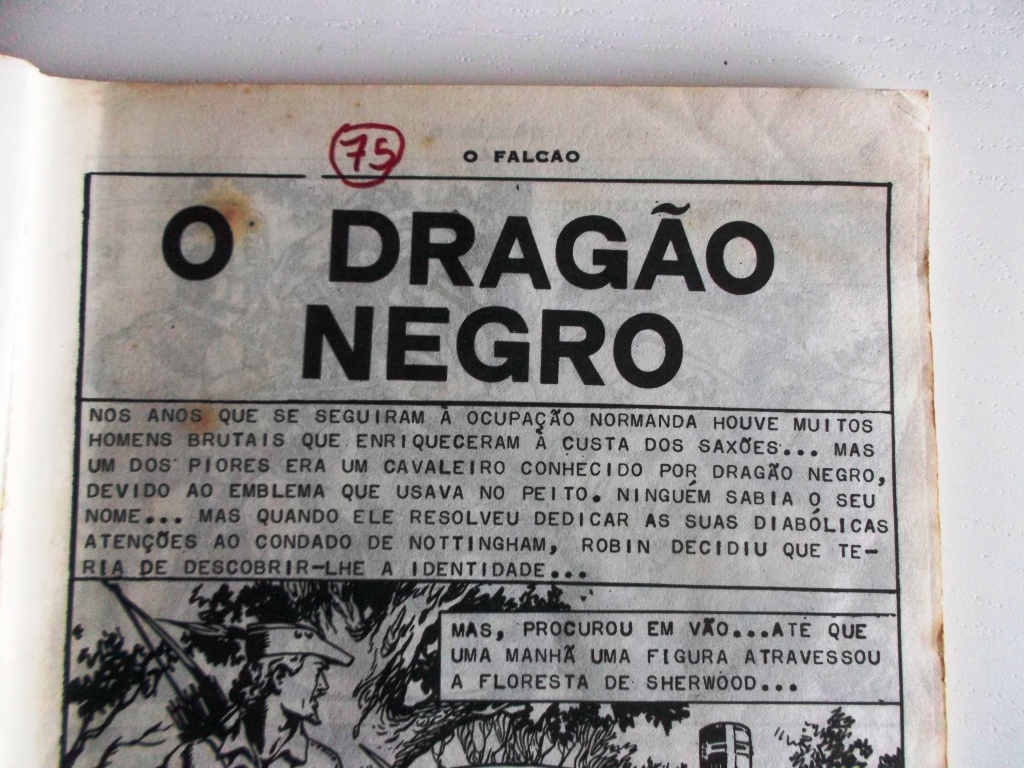 75
O FALCÃO
O DRAGÃO
NEGRO
NOS ANOS QUE SE SEGUIRAM À OCUPAÇÃO NORMANDA HOUVE MUITOS
HOMENS BRUTAIS QUE ENRIQUECERAM À CUSTA DOS SAXÕES... MAS
UM DOS PIORES ERA UM CAVALEIRO CONHECIDO POR DRAGÃO NEGRO,
DEVIDO AO EMBLEMA QUE USAVA NO PEITO. NINGUÉM SABIA O SEU
NOME... MAS QUANDO ELE RESOLVEU DEDICAR AS SUAS DIABÓLICAS
ATENÇÕES AO CONDADO DE NOTTINGHAM, ROBIN DECIDIU QUE TE-
RIA DE DESCOBRIR-LHE A IDENTIDADE...
MAS, PROCUROU EM VÃO...ATÉ QUE
UMA MANHÃ UMA FIGURA ATRAVESSOU
A FLORESTA DE SHERWOOD...